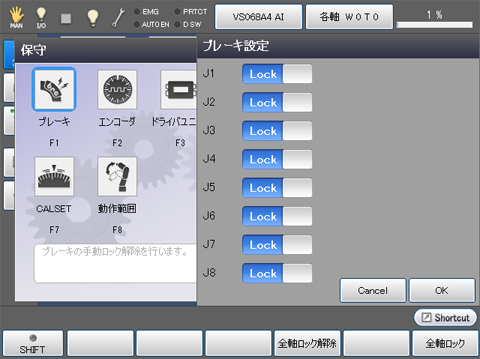 MAN
I/O
EMG
AUTO EN
PRTCT
D SW
VS068A4 AI
各軸 W0T0
1 %
保守
ブレーキ
エンコーダ
ドライバユニ
F1
F2
F3
CALSET
動作範囲
F7
F8
ブレーキの手動ロック解除を行います。
ブレーキ設定
J1 Lock
J2 Lock
J3 Lock
J4 Lock
J5 Lock
J6 Lock
J7 Lock
J8 Lock
Cancel
OK
Shortcut
SHIFT
全軸ロック解除
全軸ロック